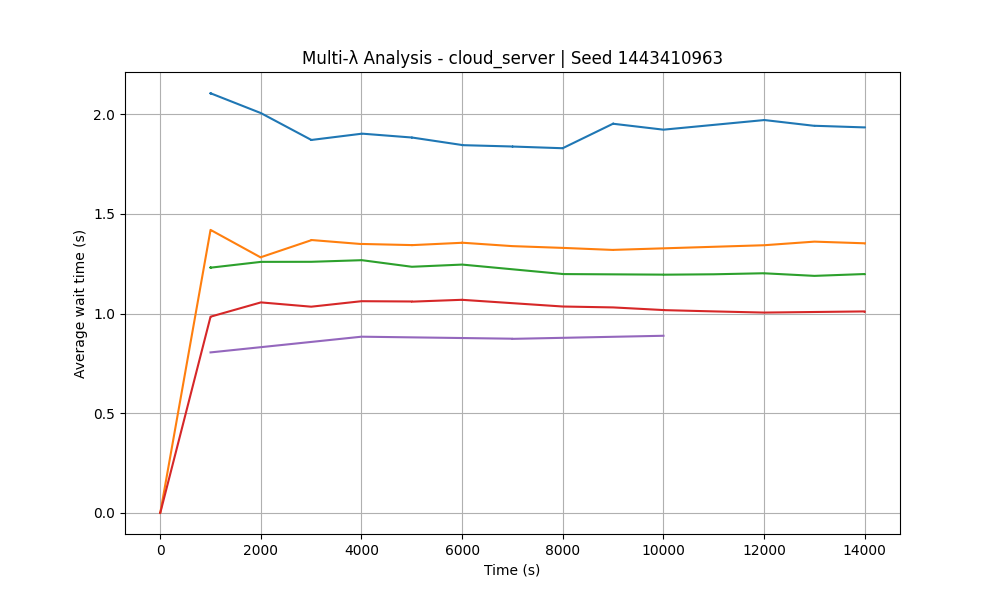 Multi-λ Analysis - cloud_server | Seed 1443410963
Average wait time (s)
2.0
1.5
1.0
0.5
0.0
0 2000 4000 6000 8000 10000 12000 14000
Time (s)